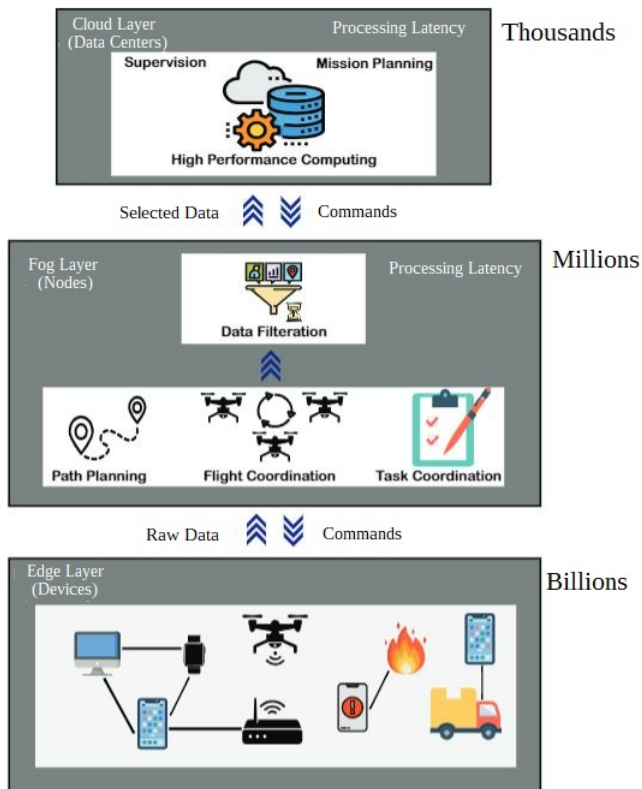 Cloud Layer
(Data Centers)
Processing Latency
Thousands
Supervision
Mission Planning
High Performance Computing
Selected Data
Commands
Fog Layer
(Nodes)
Processing Latency
Millions
Data Filteration
Path Planning
Flight Coordination
Task Coordination
Raw Data
Commands
Edge Layer
(Devices)
Billions